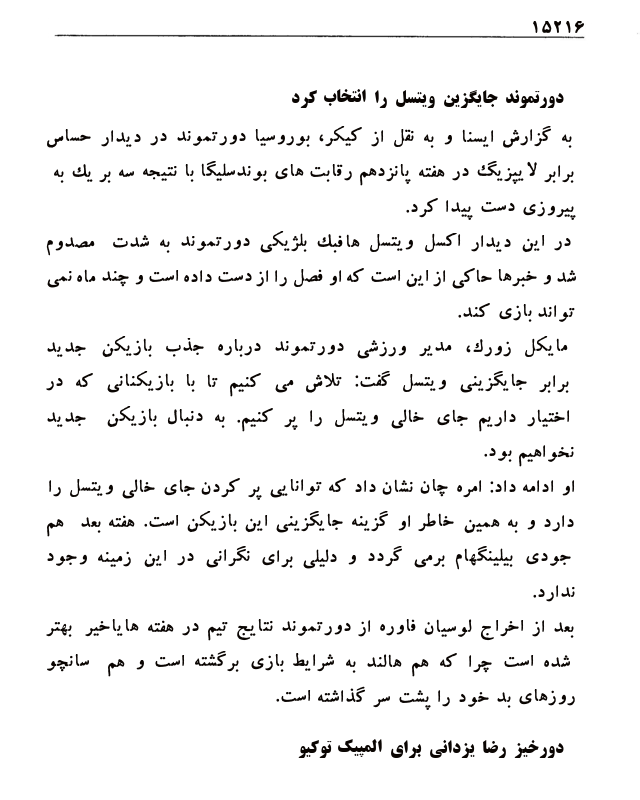 ۱۵۲۱۶
دورتموند جایگزین ویتسل را انتخاب کرد
به گزارش ایسنا و به نقل از کیکر، بوروسیا دورتموند در دیدار حساس
برابر لایپزیگ در هفته پانزدهم رقابت های بوندسلیگا با نتیجه سه بر یك به
پیروزی دست پیدا کرد.
در این دیدار اکسل ویتسل هافبك بلژیکی دورتموند به شدت مصدوم
شد و خبرها حاکی از این است که او فصل را از دست داده است و چند ماه نمی
تواند بازی کند.
مایکل زورك، مدیر ورزشی دورتموند درباره جذب بازیکن جدید
برابر جایگزینی ویتسل گفت: تلاش می کنیم تا با بازیکنانی که در
اختیار داریم جای خالی ویتسل را پر کنیم. به دنبال بازیکن جدید
نخواهیم بود.
او ادامه داد: امره چان نشان داد که توانایی پر کردن جای خالی ویتسل را
دارد و به همین خاطر او گزینه جایگزینی این بازیکن است. هفته بعد هم
جودی بیلینگهام برمی گردد و دلیلی برای نگرانی در این زمینه وجود
ندارد.
بعد از اخراج لوسیان فاوره از دورتموند نتایج تیم در هفته هایاخیر بهتر
شده است چرا که هم هالند به شرایط بازی برگشته است و هم سانچو
روزهای بد خود را پشت سر گذاشته است.
دورخیز رضا یزدانی برای المپیک توکیو